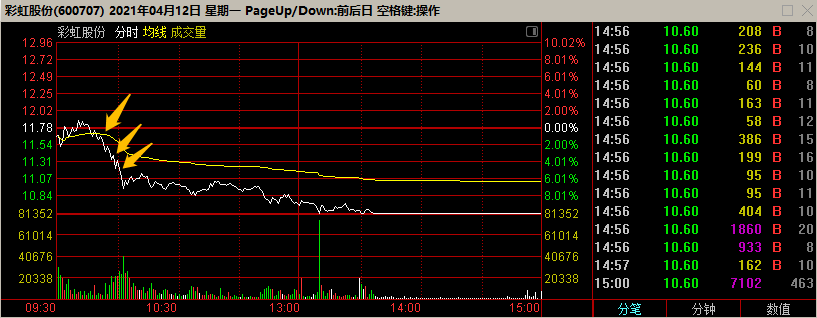 彩虹股份(600707) 2021年04月12日 星期一 PageUp/Down:前后日 空格键:操作
彩虹股份 分时 均线 成交量
12.96 10.02%
12.72 8.01%
12.49 6.01%
12.25 4.01%
12.02 2.00%
11.78 0.00%
11.54 2.00%
11.31 4.01%
11.07 6.01%
10.84 8.01%
81352 81352
61014 61014
40676 40676
20338 20338
09:30 10:30 13:00 14:00 15:00
14:56 10.60 208 B 8
14:56 10.60 236 B 10
14:56 10.60 144 B 11
14:56 10.60 60 B 8
14:56 10.60 163 B 11
14:56 10.60 58 B 12
14:56 10.60 386 B 15
14:56 10.60 199 B 16
14:56 10.60 95 B 10
14:56 10.60 95 B 11
14:56 10.60 404 B 10
14:56 10.60 1860 B 20
14:56 10.60 933 B 8
14:57 10.60 162 B 10
15:00 10.60 7102 463
分笔 分钟 数值